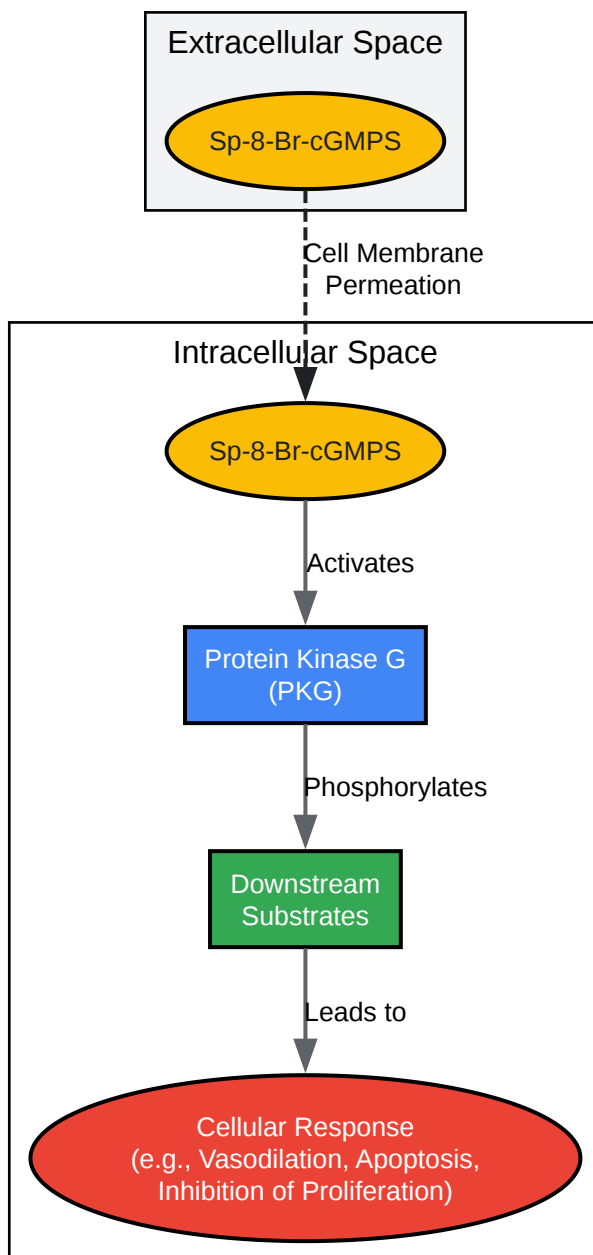 Extracellular Space
Sp-8-Br-cGMPS
Cell Membrane
Permeation
Intracellular Space
Sp-8-Br-cGMPS
Activates
Protein Kinase G
(PKG)
Phosphorylates
Downstream
Substrates
Leads to
Cellular Response
(e.g., Vasodilation, Apoptosis,
Inhibition of Proliferation)